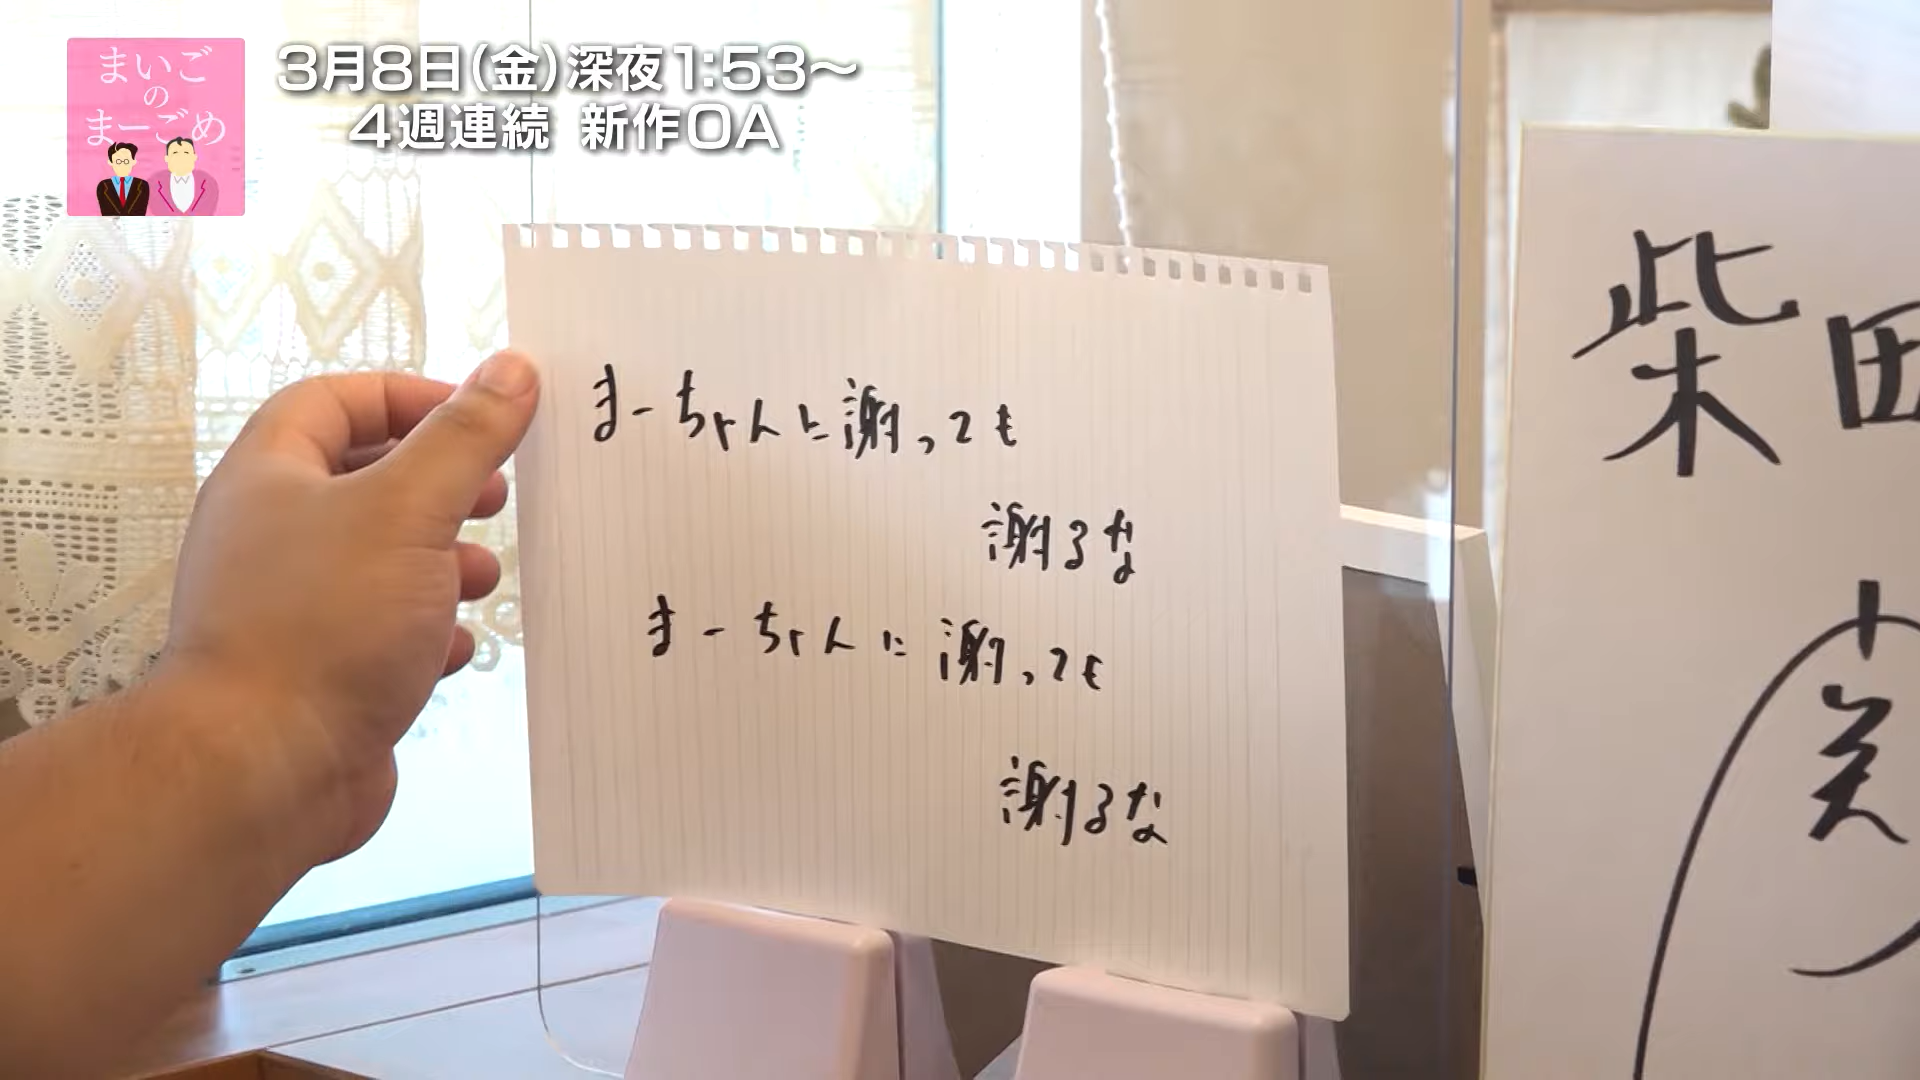 まいご
の
まーごめ
3月8日(金)深夜1:53〜
4週連続 新作OA
まーちゃんに謝っても
謝るな
まーちゃんに謝っても
謝るな
柴田